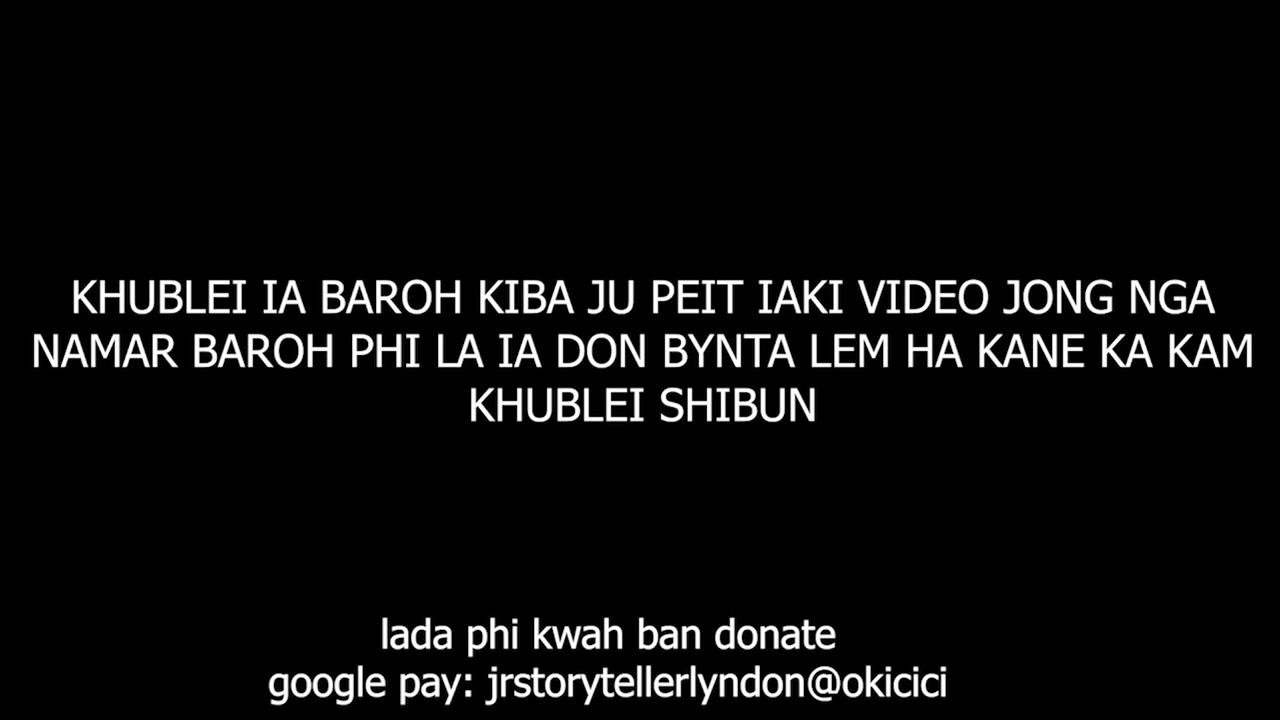 KHUBLEI IA BAROH KIBA JU PEIT IAKI VIDEO JONG NGA
NAMAR BAROH PHI LA IA DON BYNTA LEM HA KANE KA KAM
KHUBLEI SHIBUN
lada phi kwah ban donate
google pay: jrstorytellerlyndon@okicici